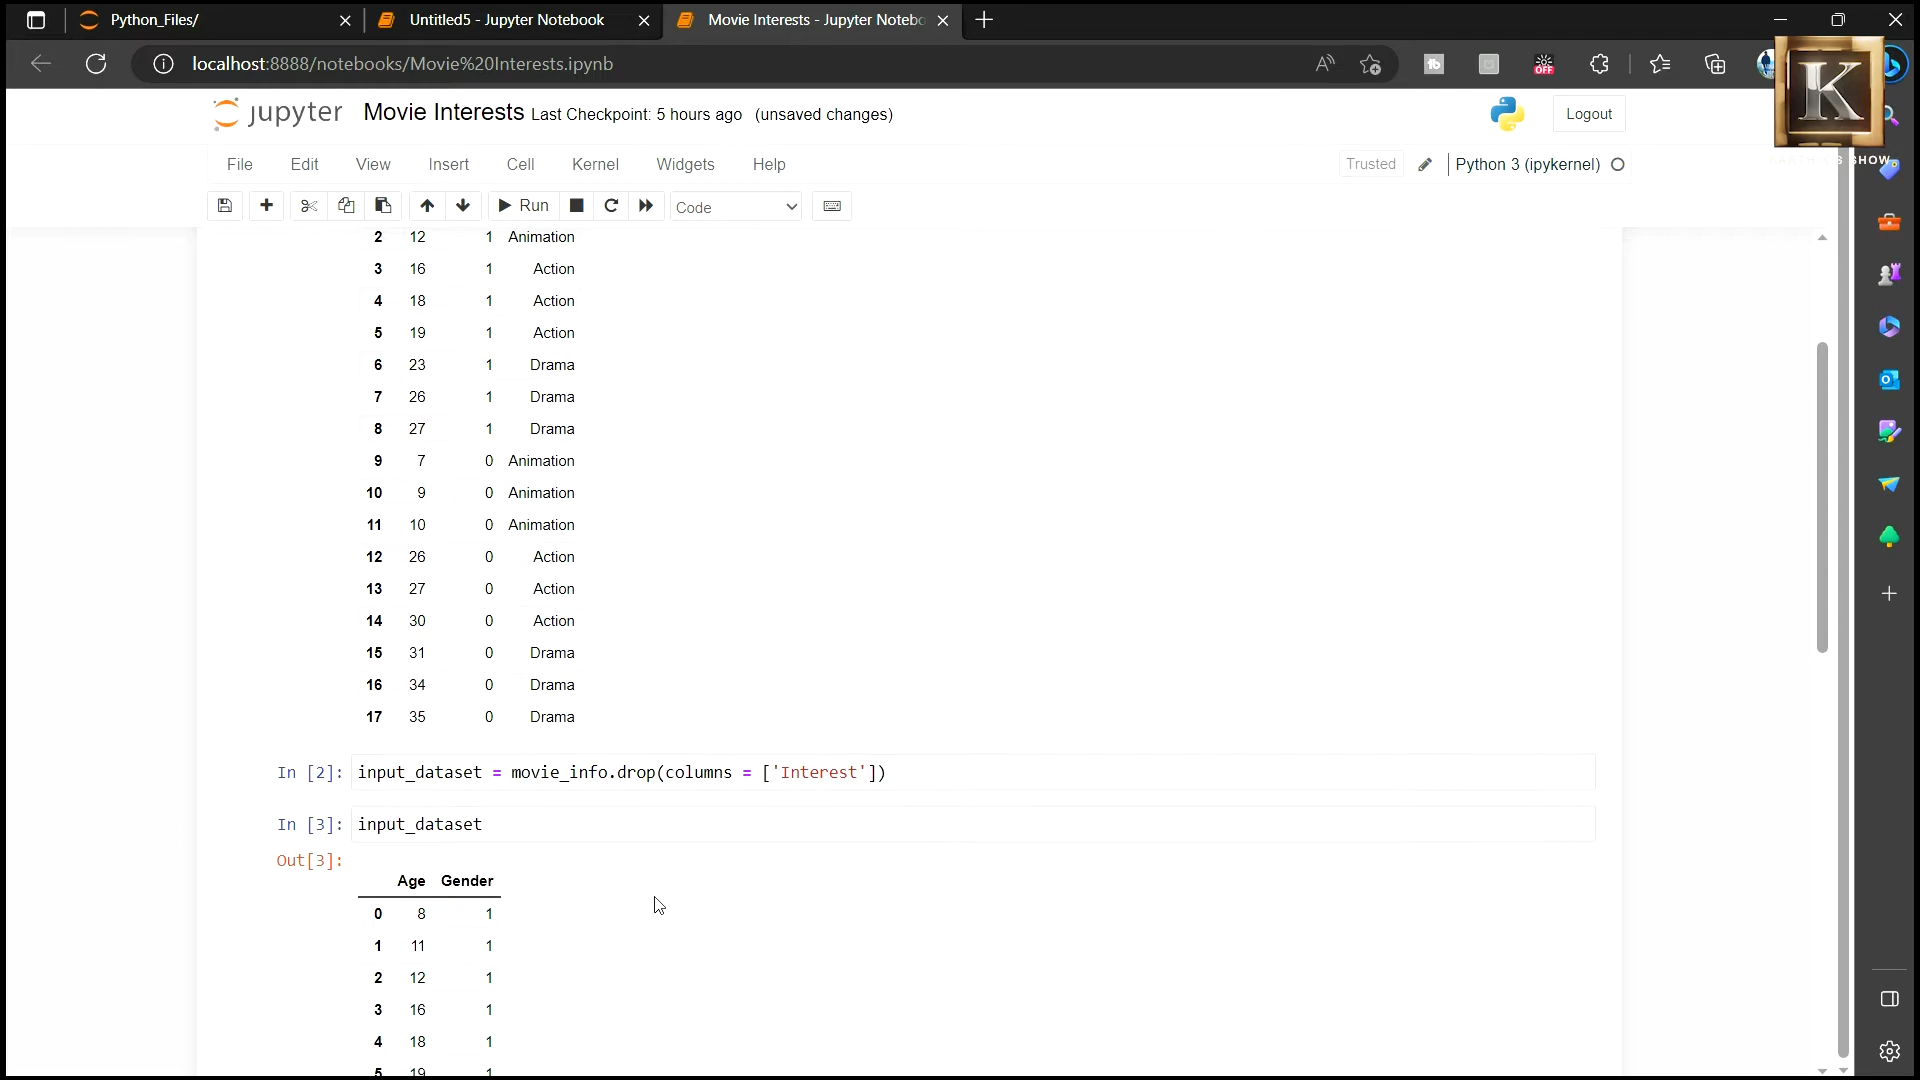 Python_Files/
Untitled5 - Jupyter Notebook
Movie Interests - Jupyter Notebo
localhost:8888/notebooks/Movie%20Interests.ipynb
OFF
K
SHOW
jupyter Movie Interests Last Checkpoint: 5 hours ago (unsaved changes)
Logout
File Edit View Insert Cell Kernel Widgets Help
Trusted
Python 3 (ipykernel)
Run
Code
2 12 1 Animation
3 16 1 Action
4 18 1 Action
5 19 1 Action
6 23 1 Drama
7 26 1 Drama
8 27 1 Drama
9 7 0 Animation
10 9 0 Animation
11 10 0 Animation
12 26 0 Action
13 27 0 Action
14 30 0 Action
15 31 0 Drama
16 34 0 Drama
17 35 0 Drama
In [2]: input_dataset = movie_info.drop(columns = ['Interest'])
In [3]: input_dataset
Out[3]:
Age Gender
0 8 1
1 11 1
2 12 1
3 16 1
4 18 1
5 19 1